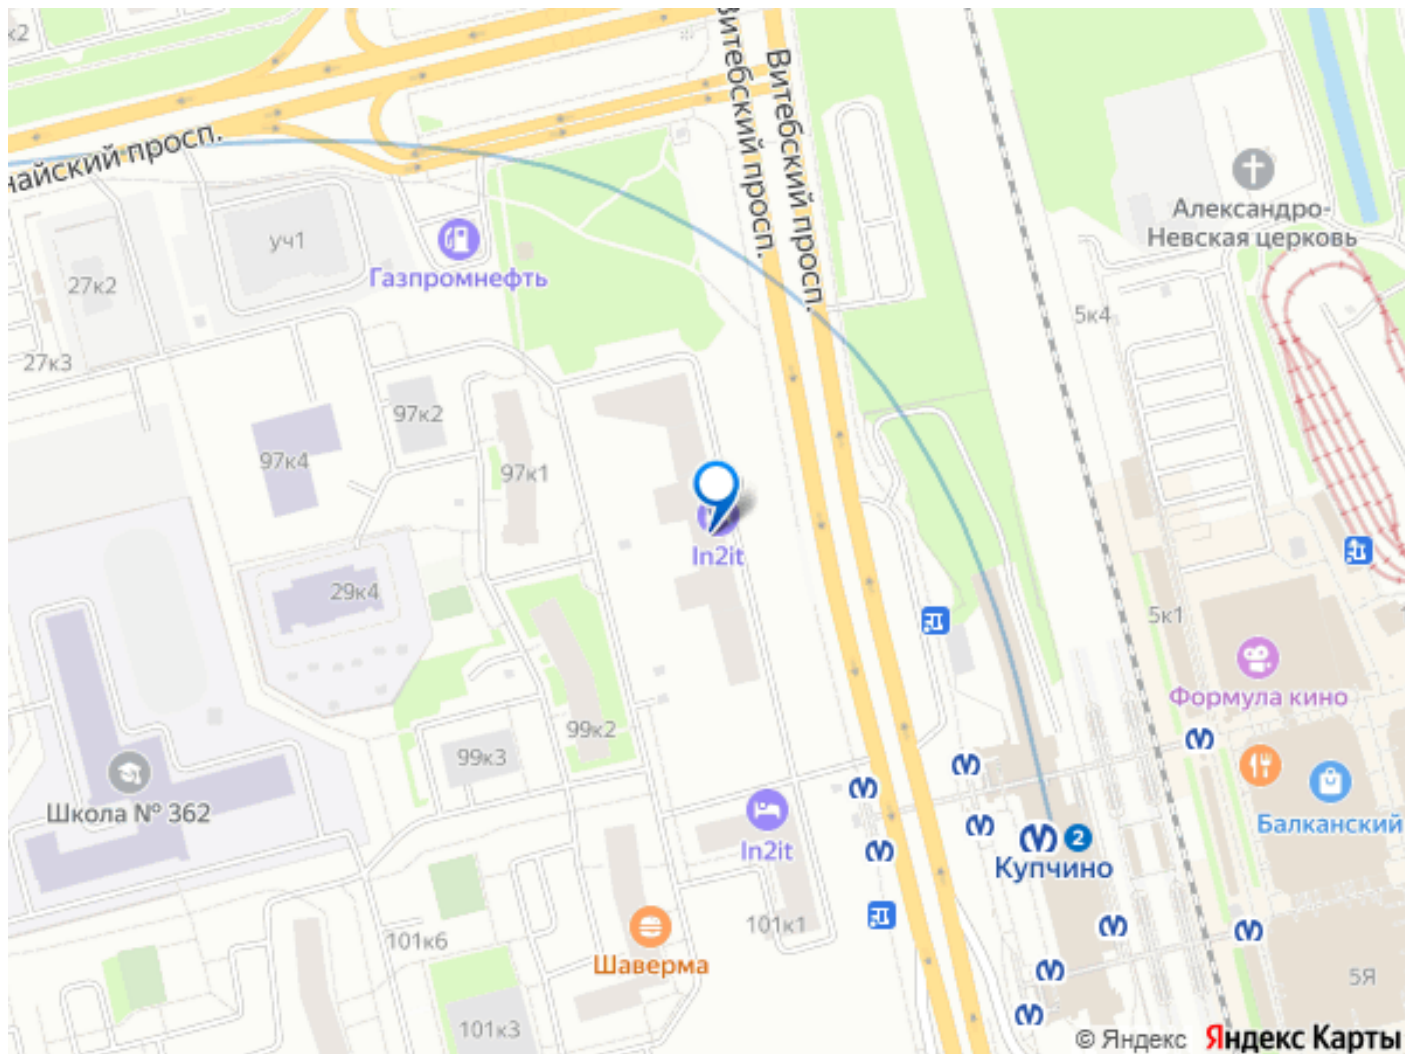 к2
Витебский просп.
Витебский просп.
найский просп.
Александро-
Невская церковь
уч1
Газпромнефть
27к2
5к4
27к3
97к2
97к4
97к1
In2it
29к4
5к1
Формула кино
99к2
99к3
Школа № 362
Балканский
In2it
2
Купчино
101к1
101к6
Шаверма
5Я
101к3
© Яндекс Яндекс Карты